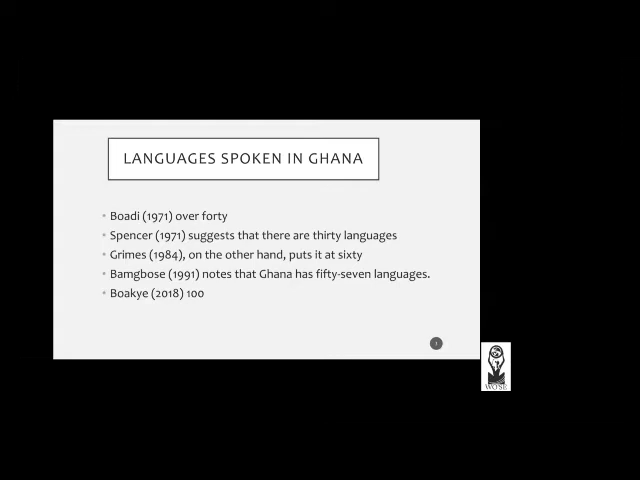 LANGUAGES SPOKEN IN GHANA
• Boadi (1971) over forty
• Spencer (1971) suggests that there are thirty languages
• Grimes (1984), on the other hand, puts it at sixty
• Bamgbose (1991) notes that Ghana has fifty-seven languages.
• Boakye (2018) 100
WO'SE